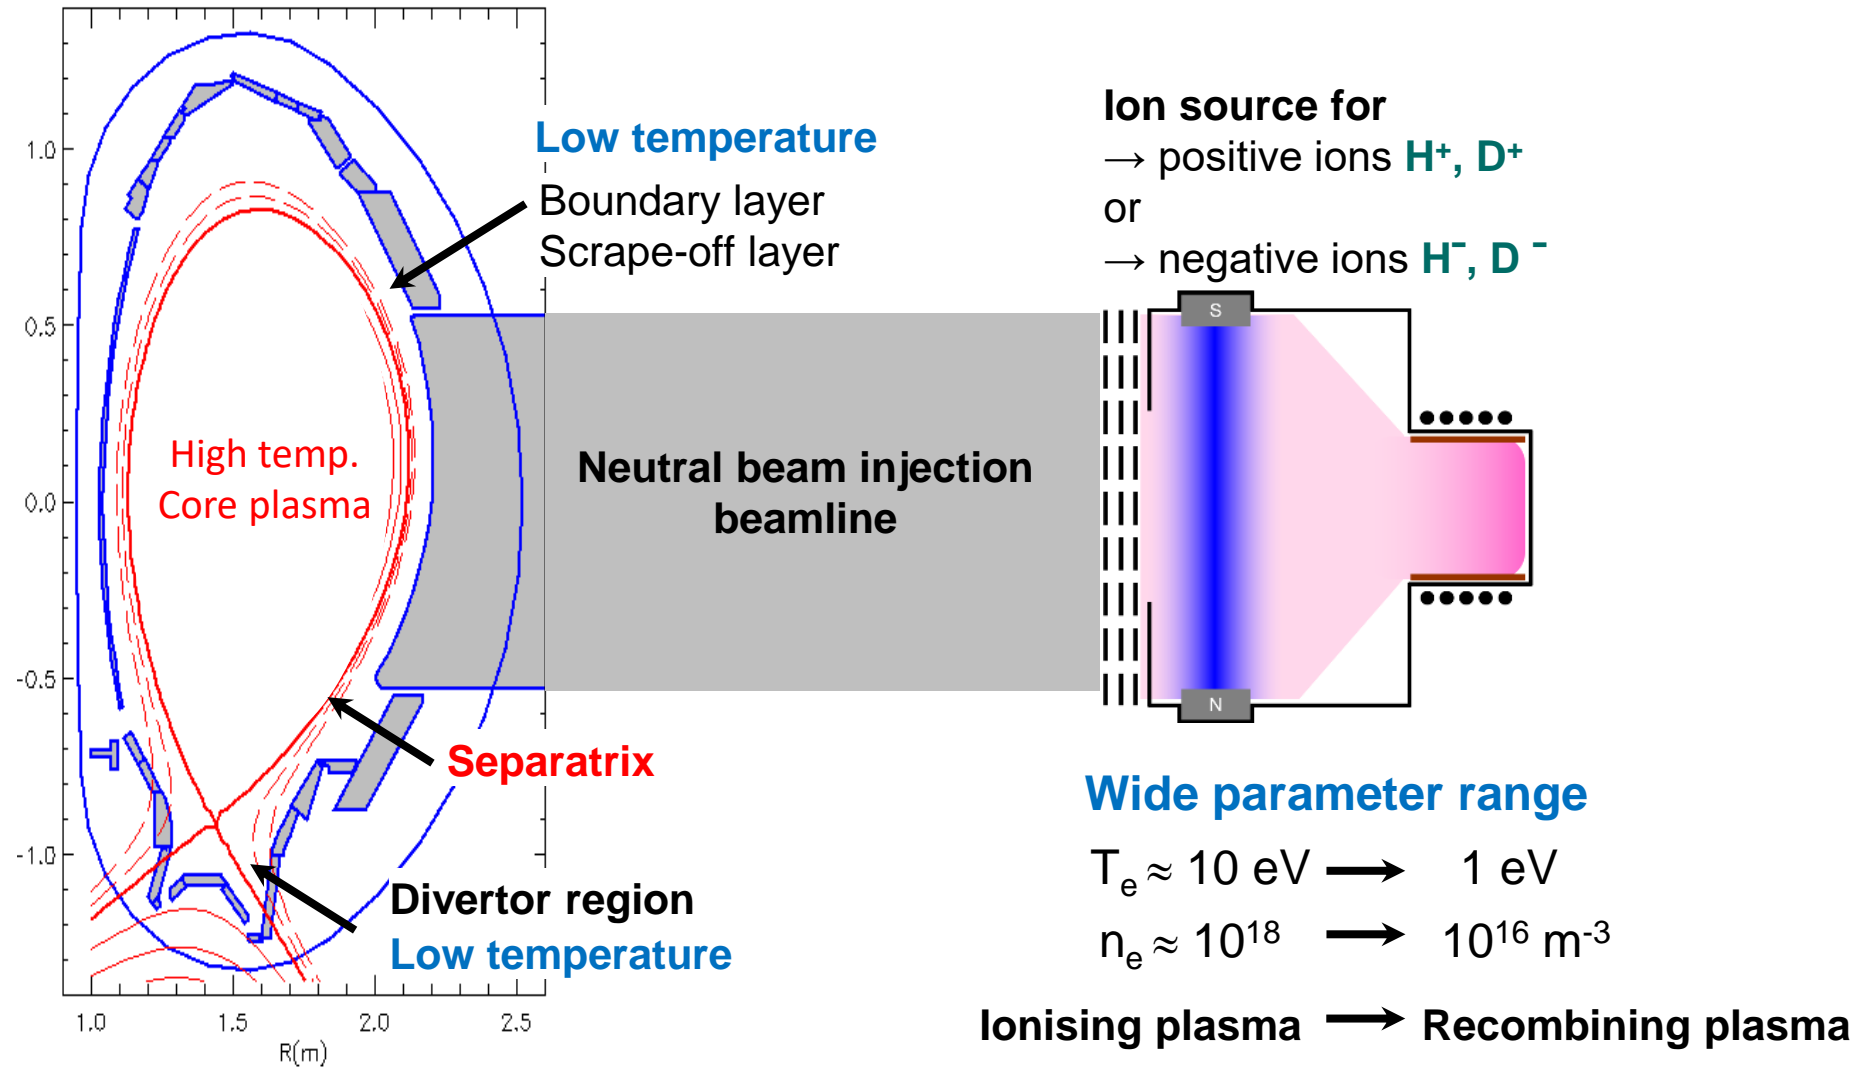 1.0
0.5
0.0
-0.5
-1.0
1.0 1.5 2.0 2.5
R(m)
Low temperature
Boundary layer
Scrape-off layer
High temp.
Core plasma
Separatrix
Divertor region
Low temperature
Neutral beam injection
beamline
Ion source for
→ positive ions H⁺, D⁺
or
→ negative ions H⁻, D ⁻
S
N
Wide parameter range
Tₑ ≈ 10 eV → 1 eV
nₑ ≈ 10¹⁸ → 10¹⁶ m⁻³
Ionising plasma → Recombining plasma